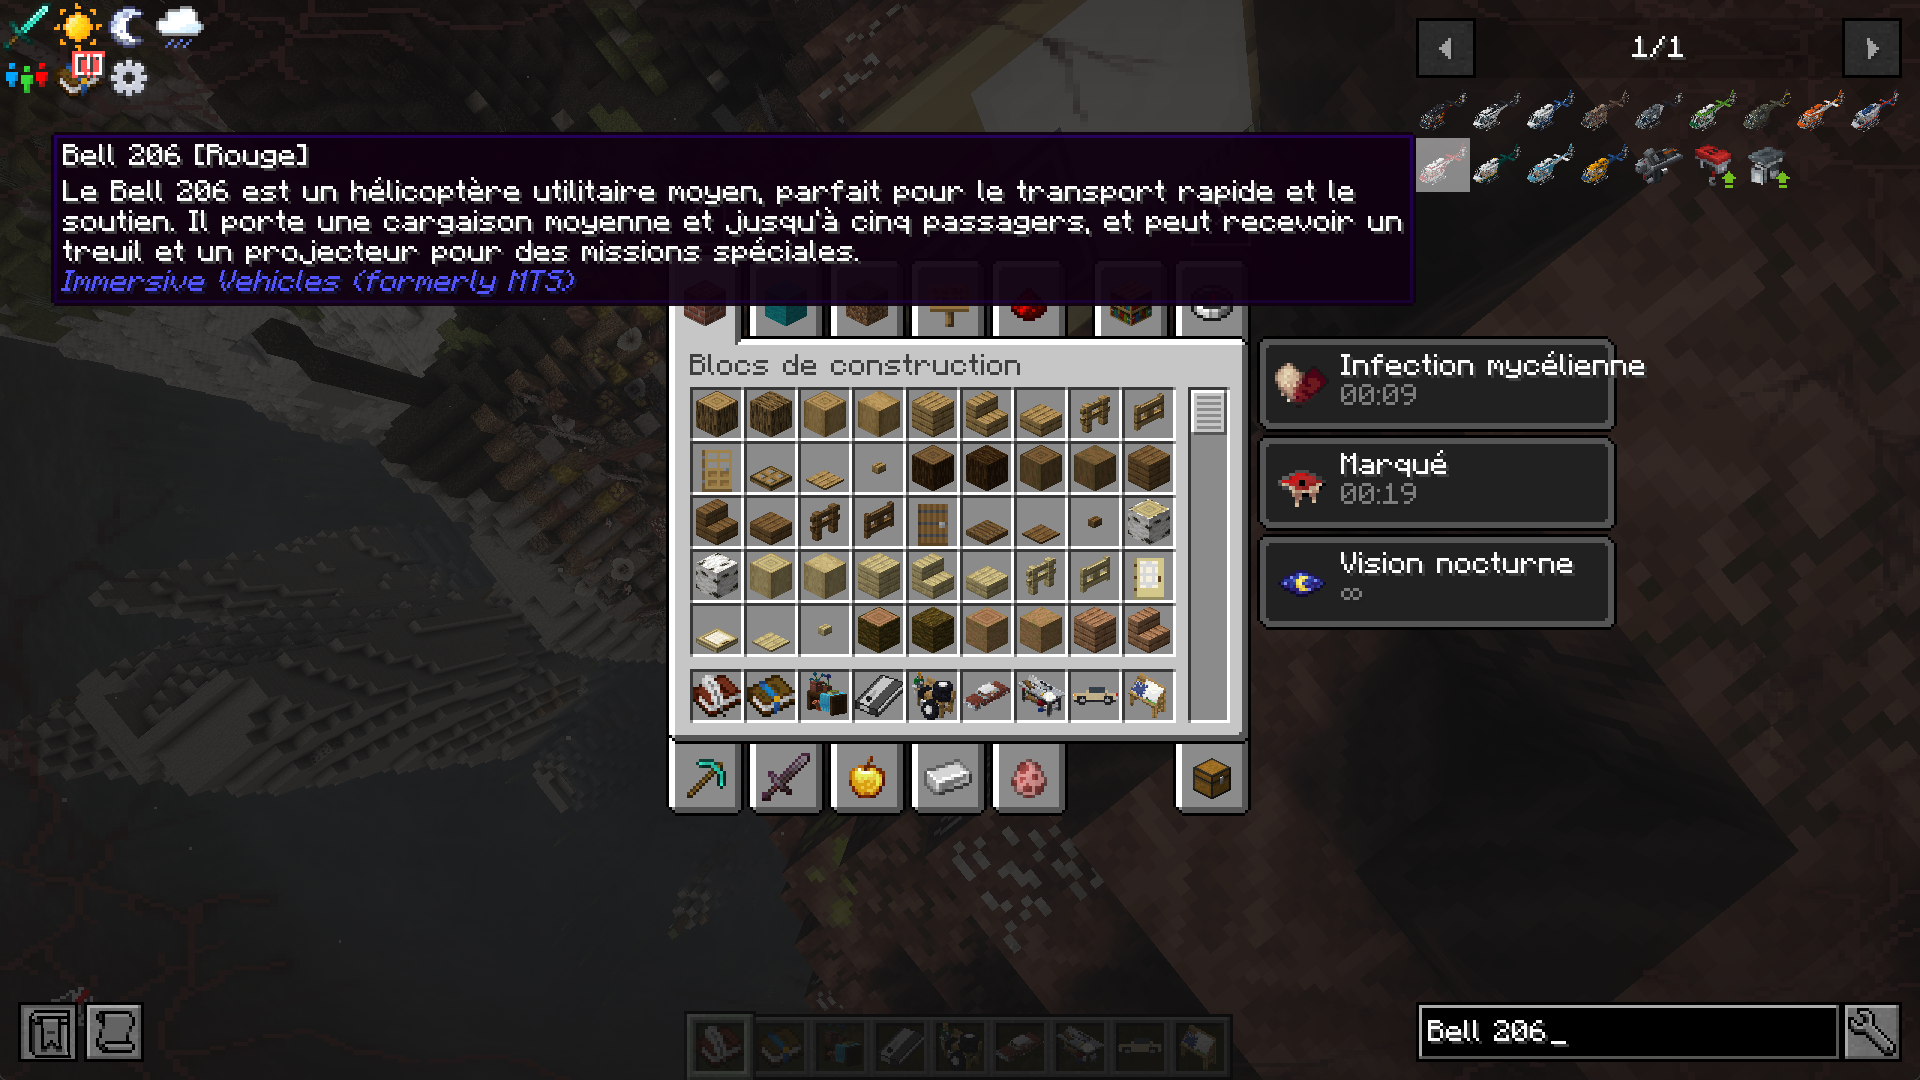 1/1
Bell 206 [Rouge]
Le Bell 206 est un hélicoptère utilitaire moyen, parfait pour le transport rapide et le
soutien. Il porte une cargaison moyenne et jusqu'à cinq passagers, et peut recevoir un
treuil et un projecteur pour des missions spéciales.
Immersive Vehicles (formerly MTS)
Blocs de construction
Infection mycélienne
00:09
Marqué
00:19
Vision nocturne
∞
Bell 206_